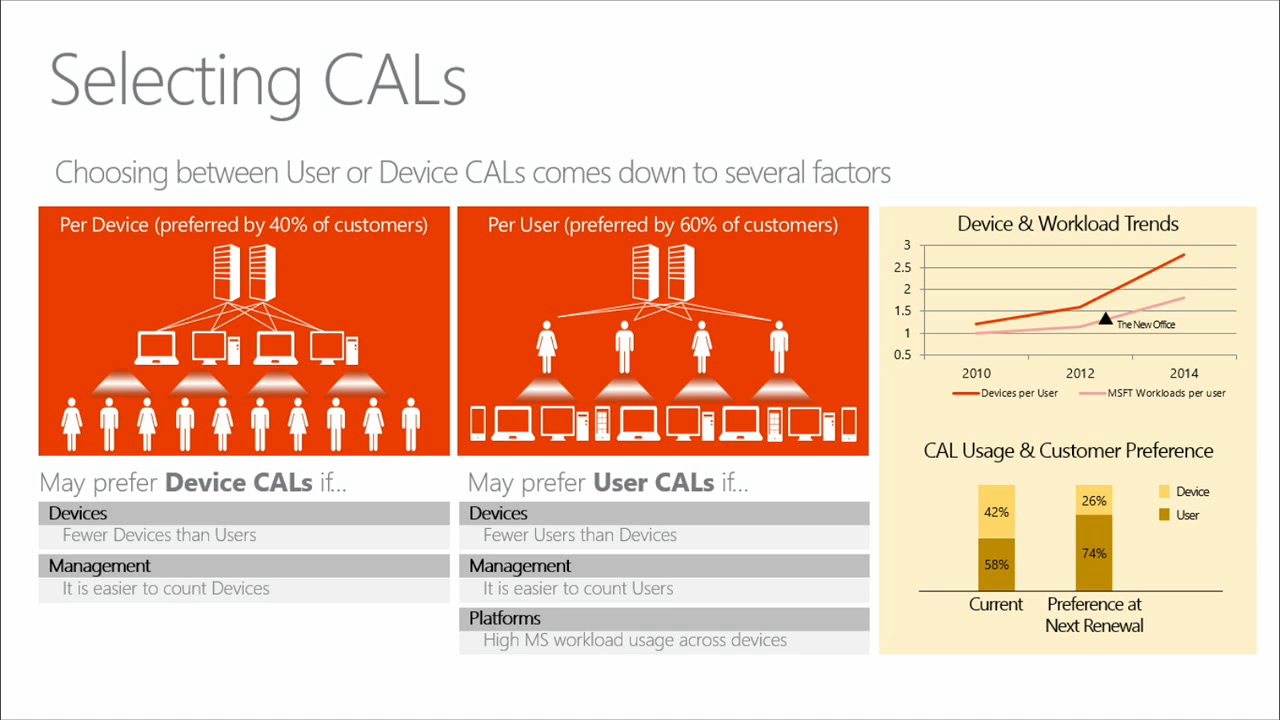 Selecting CALs
Choosing between User or Device CALs comes down to several factors
Per Device (preferred by 40% of customers)
May prefer Device CALs if...
Devices
Fewer Devices than Users
Management
It is easier to count Devices
Per User (preferred by 60% of customers)
May prefer User CALs if...
Devices
Fewer Users than Devices
Management
It is easier to count Users
Platforms
High MS workload usage across devices
Device & Workload Trends
3
2.5
2
1.5
1
0.5
The New Office
2010 2012 2014
Devices per User MSFT Workloads per user
CAL Usage & Customer Preference
42% 26%
58% 74%
Device
User
Current Preference at
Next Renewal